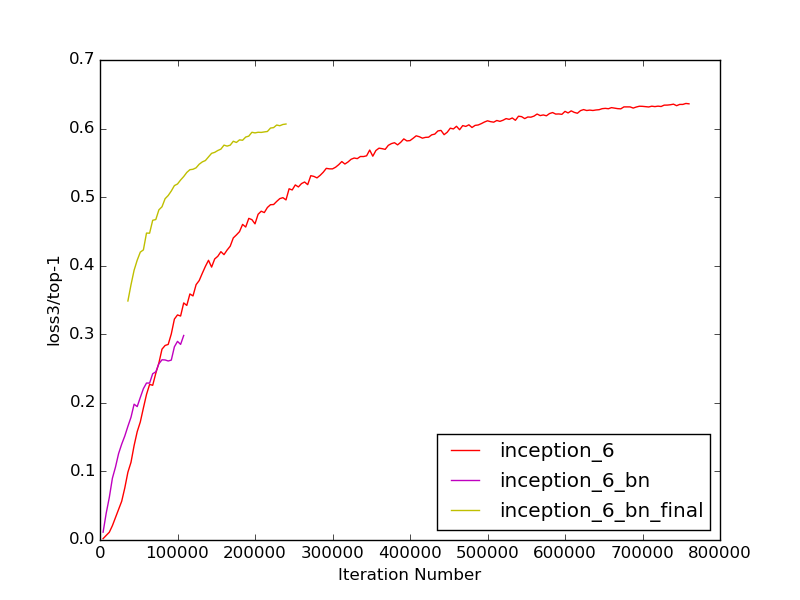 0.7
0.6
0.5
0.4
0.3
0.2
0.1
0.0
loss3/top-1
inception_6
inception_6_bn
inception_6_bn_final
0 100000 200000 300000 400000 500000 600000 700000 800000
Iteration Number